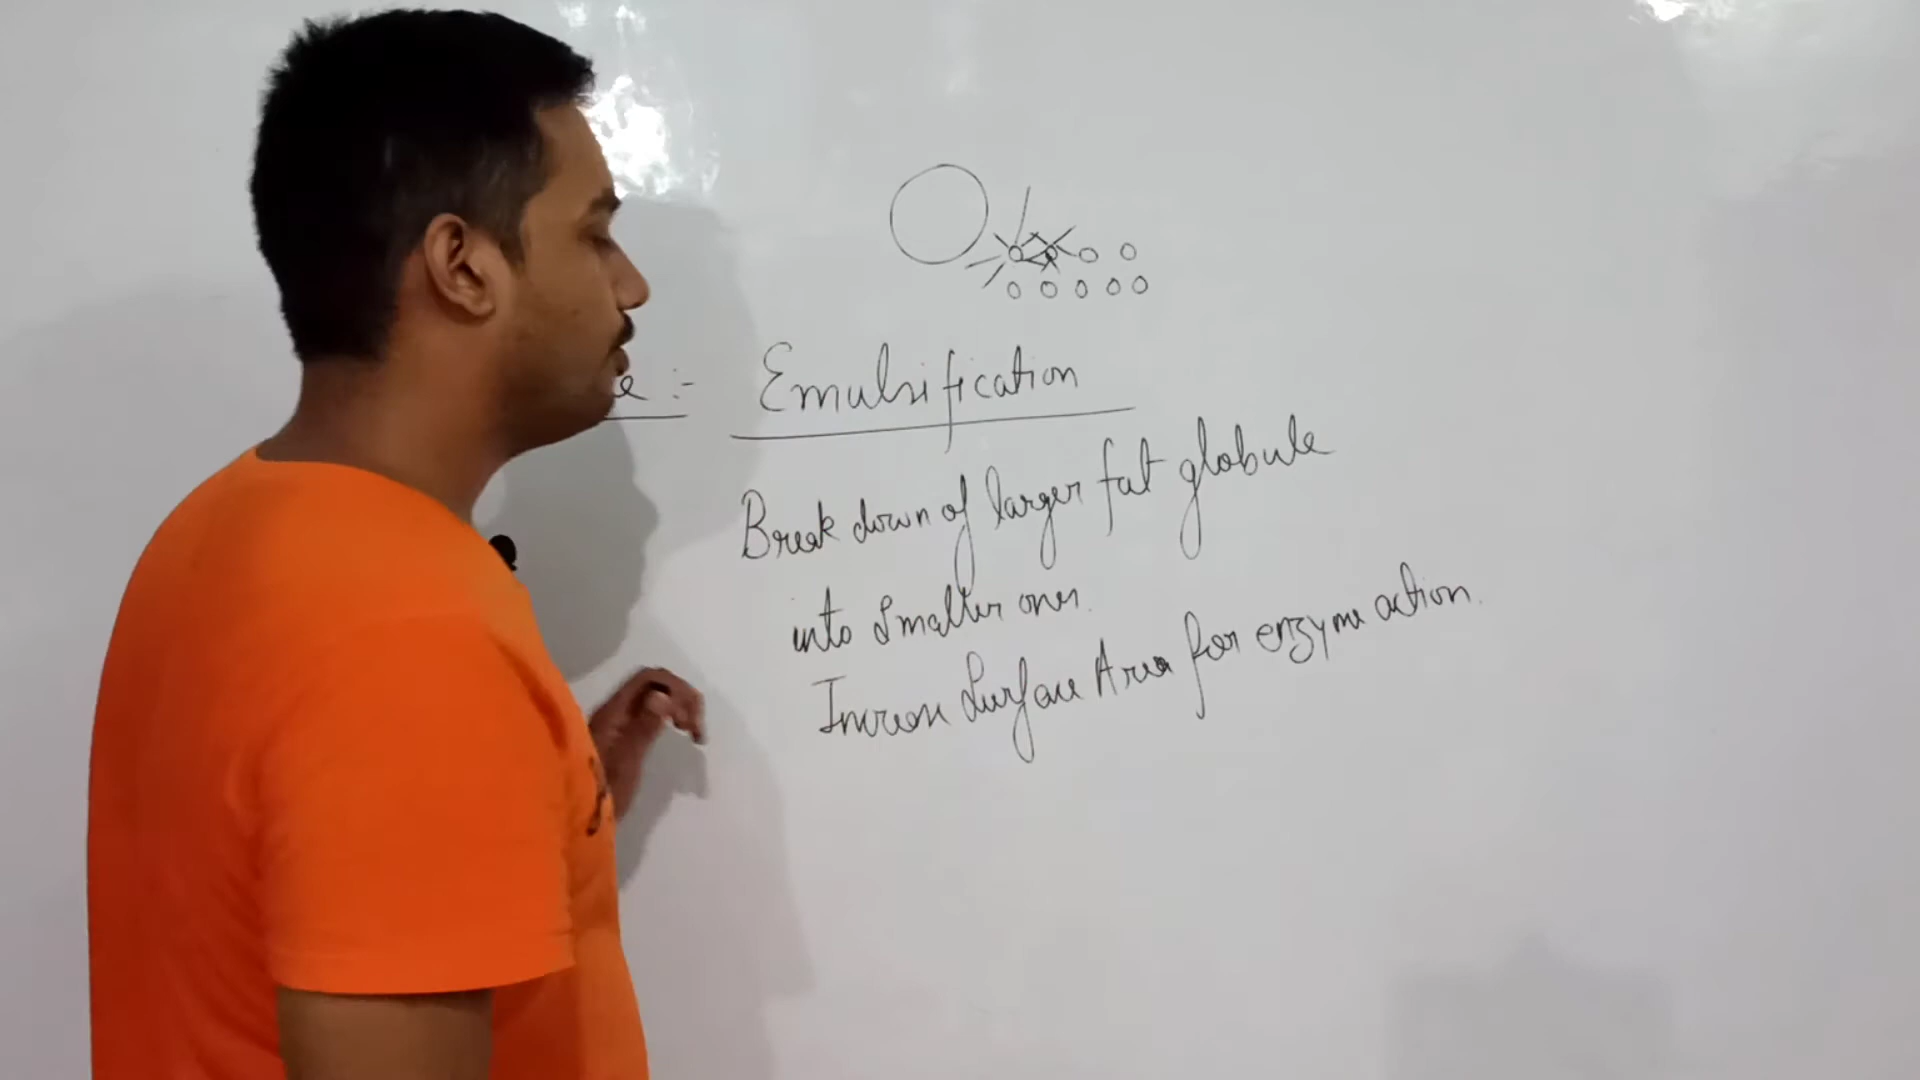 e :- Emulsification
Break down of larger fat globule
into smaller ones.
Increase Surface Area for enzyme action.